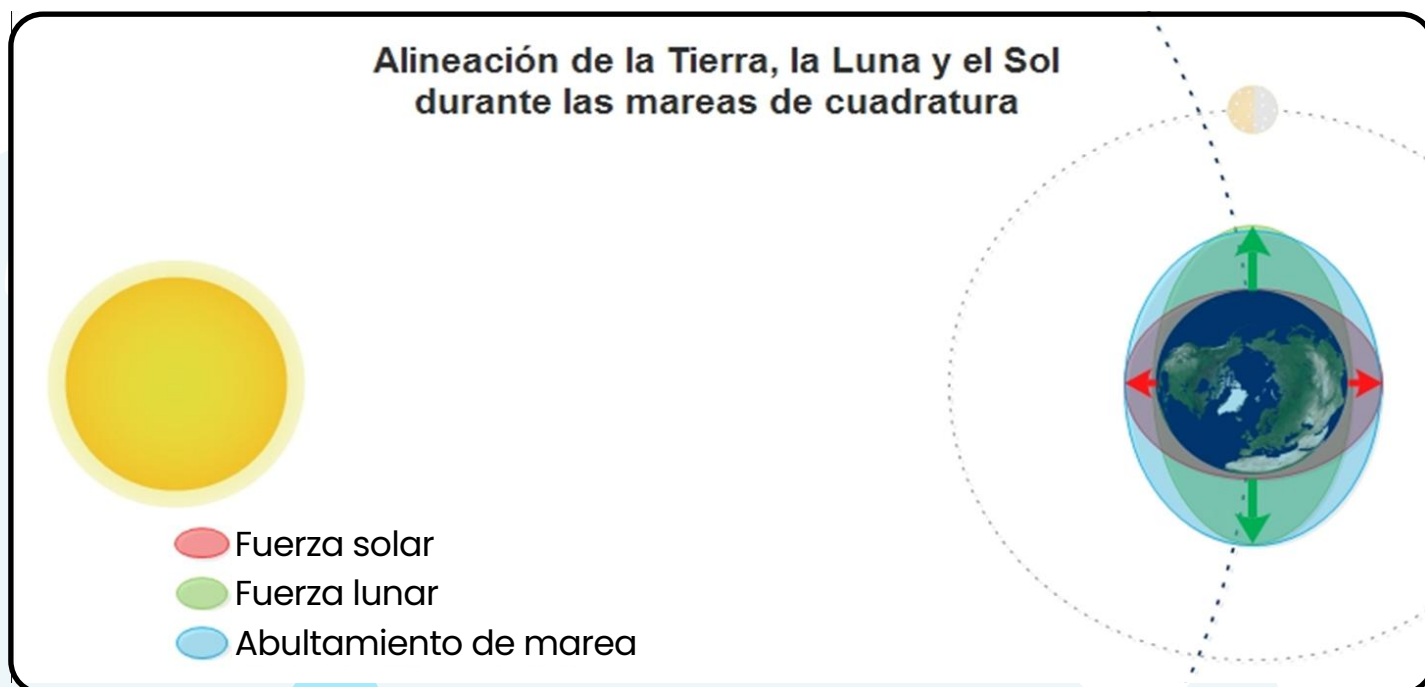 Alineación de la Tierra, la Luna y el Sol
durante las mareas de cuadratura
Fuerza solar
Fuerza lunar
Abultamiento de marea